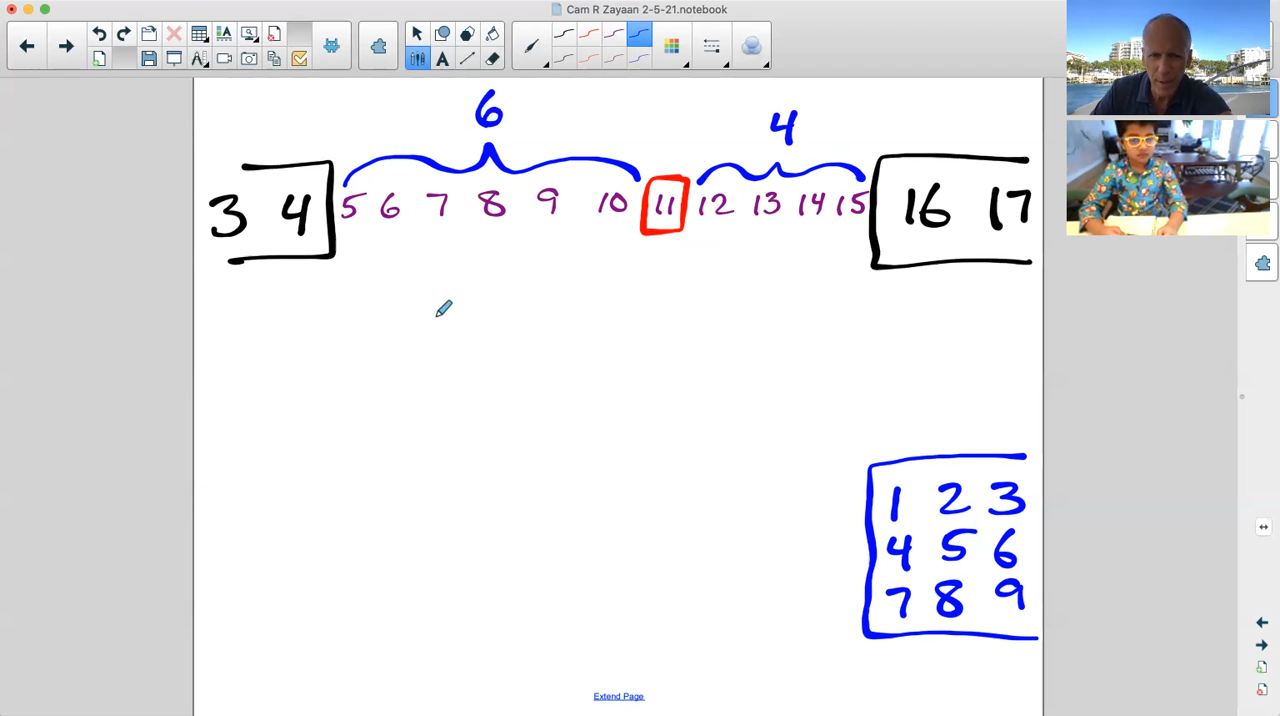 Cam R Zayaan 2-5-21.notebook
6 4
3 4 5 6 7 8 9 10 11 12 13 14 15 16 17
1 2 3
4 5 6
7 8 9
Extend Page